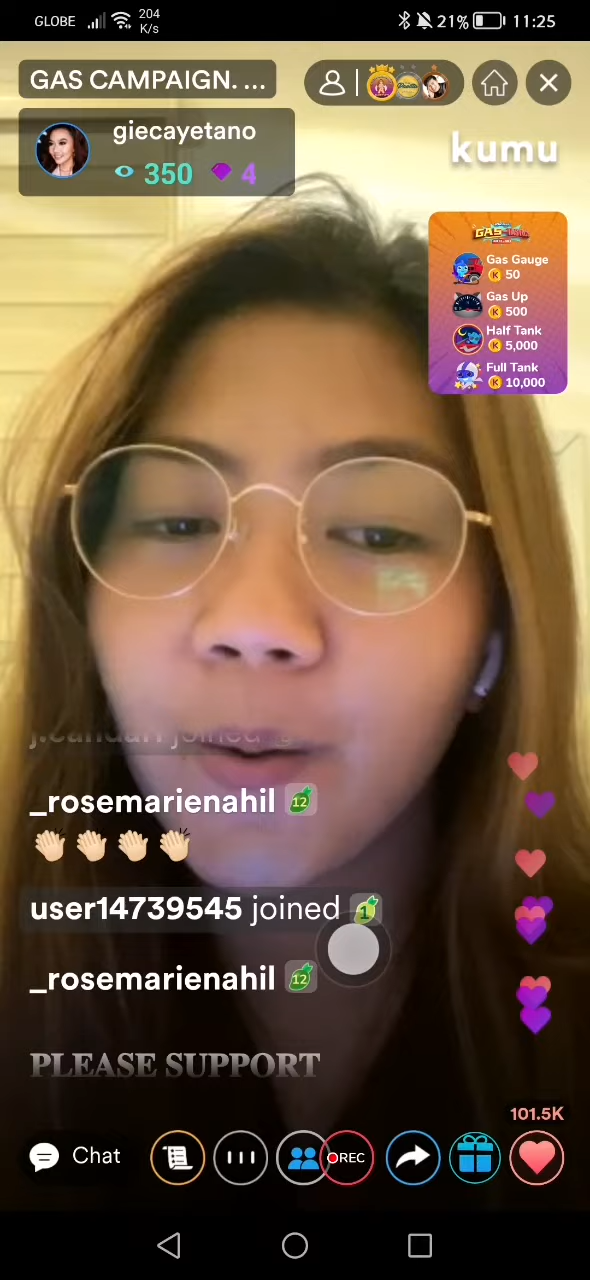 GLOBE 204 K/s 21% 11:25
GAS CAMPAIGN. ...
giecayetano
350 4
kumu
GAS
Gas Gauge
K 50
Gas Up
K 500
Half Tank
K 5,000
Full Tank
K 10,000
joined
_rosemarienahil 12
user14739545 joined 1
_rosemarienahil 12
PLEASE SUPPORT
101.5K
Chat
REC